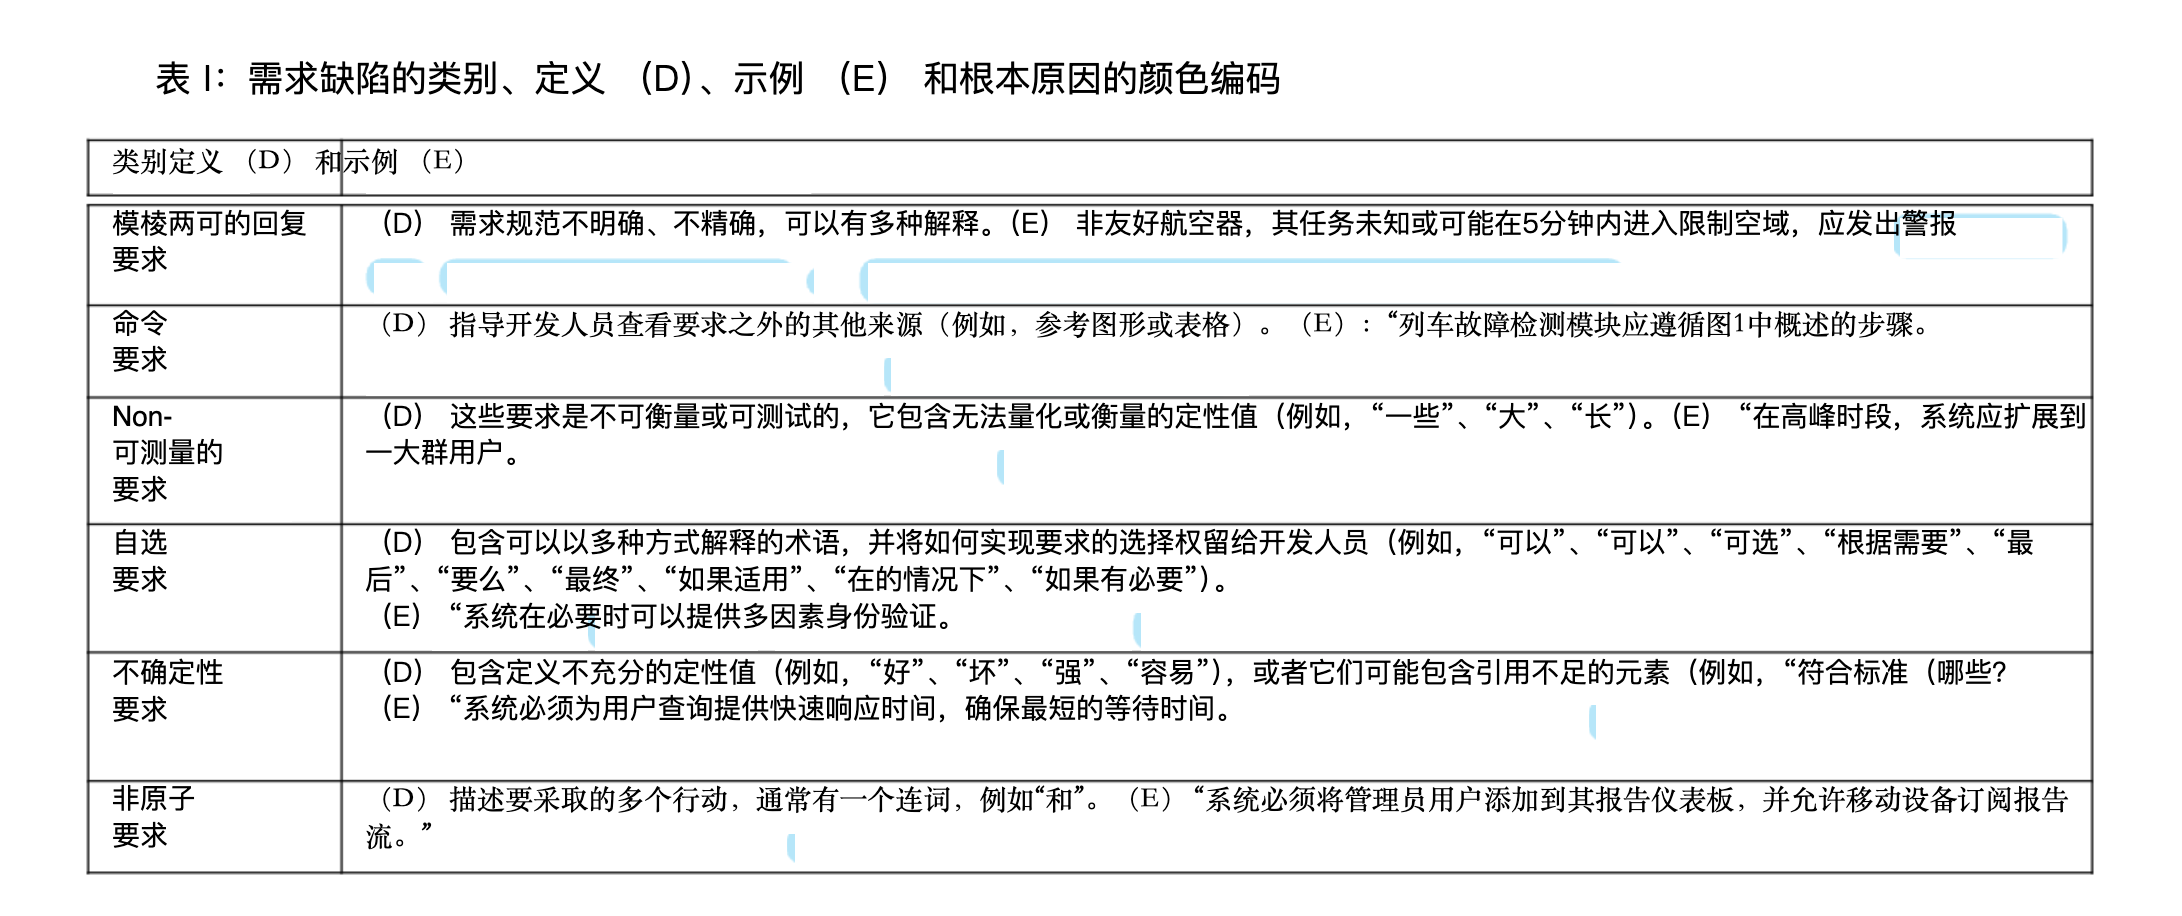 表 I：需求缺陷的类别、定义 （D）、示例 （E） 和根本原因的颜色编码
类别定义 （D） 和示例 （E）
模棱两可的回复
要求
（D） 需求规范不明确、不精确，可以有多种解释。（E） 非友好航空器，其任务未知或可能在5分钟内进入限制空域，应发出警报
命令
要求
（D） 指导开发人员查看要求之外的其他来源（例如，参考图形或表格）。（E）：“列车故障检测模块应遵循图1中概述的步骤。
Non-
可测量的
要求
（D） 这些要求是不可衡量或可测试的，它包含无法量化或衡量的定性值（例如，“一些”、“大”、“长”）。（E） “在高峰时段，系统应扩展到
一大群用户。
自选
要求
（D） 包含可以以多种方式解释的术语，并将如何实现要求的选择权留给开发人员（例如，“可以”、“可以”、“可选”、“根据需要”、“最
后”、“要么”、“最终”、“如果适用”、“在的情况下”、“如果有必要”）。
（E） “系统在必要时可以提供多因素身份验证。
不确定性
要求
（D） 包含定义不充分的定性值（例如，“好”、“坏”、“强”、“容易”），或者它们可能包含引用不足的元素（例如，“符合标准（哪些？
（E） “系统必须为用户查询提供快速响应时间，确保最短的等待时间。
非原子
要求
（D） 描述要采取的多个行动，通常有一个连词，例如“和”。（E） “系统必须将管理员用户添加到其报告仪表板，并允许移动设备订阅报告
流。”